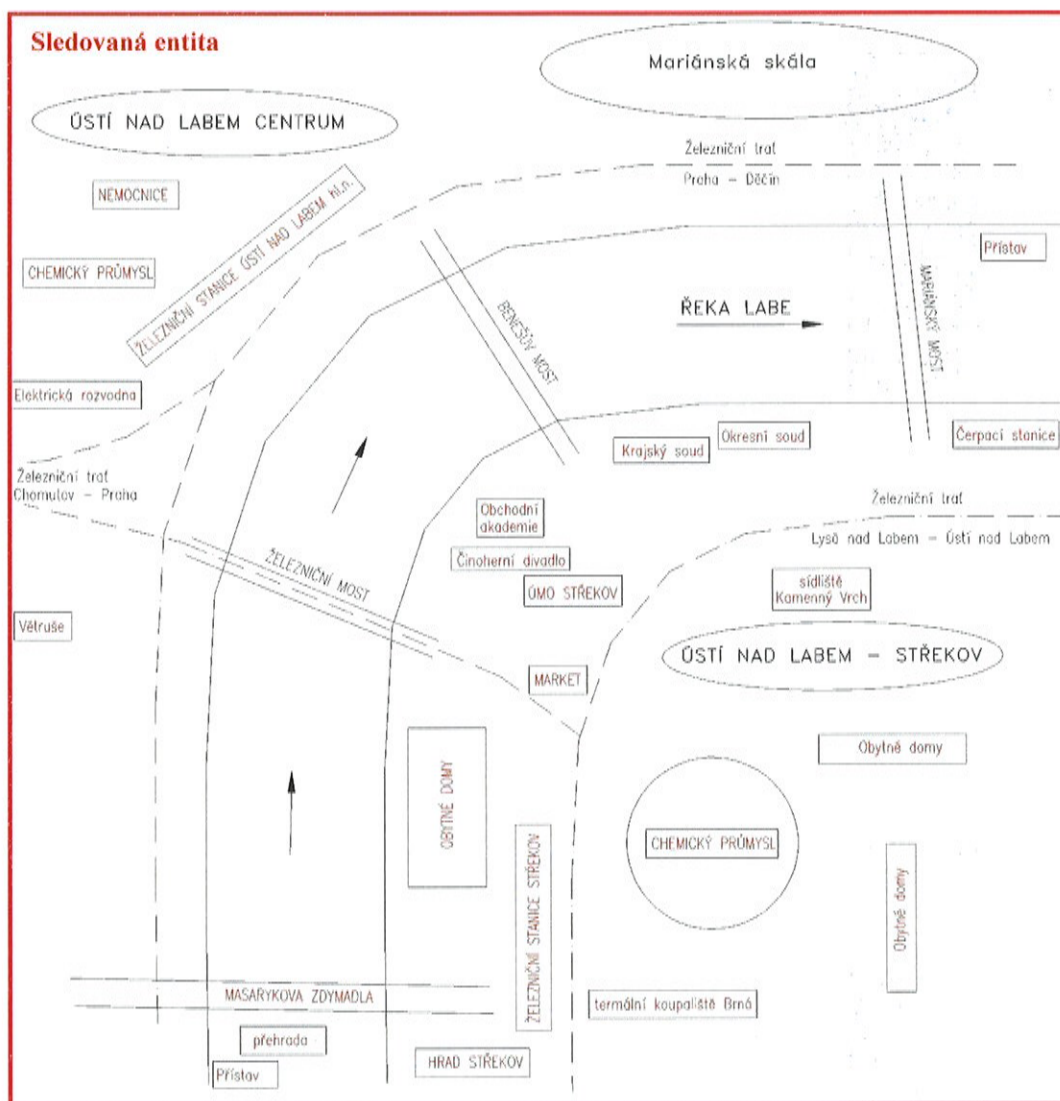 Sledovaná entita
Mariánská skála
ÚSTÍ NAD LABEM CENTRUM
Železniční trať
Praha – Děčín
NEMOCNICE
ŽELEZNIČNÍ STANICE ÚSTÍ NAD LABEM hl.n.
CHEMICKÝ PRŮMYSL
Přístav
BENEŠŮV MOST
ŘEKA LABE
MARIÁNSKÝ MOST
Elektrická rozvodna
Krajský soud
Okresní soud
Čerpací stanice
Železniční trať
Chomutov – Praha
Železniční trať
Lysá nad Labem – Ústí nad Labem
Obchodní
akademie
Činoherní divadlo
ŽELEZNIČNÍ MOST
ÚMO STŘEKOV
sídliště
Kamenný Vrch
Větruše
ÚSTÍ NAD LABEM – STŘEKOV
MARKET
Obytné domy
OBYTNÉ DOMY
CHEMICKÝ PRŮMYSL
ŽELEZNIČNÍ STANICE STŘEKOV
Obytné domy
MASARYKOVA ZDYMADLA
termální koupaliště Brná
přehrada
HRAD STŘEKOV
Přístav